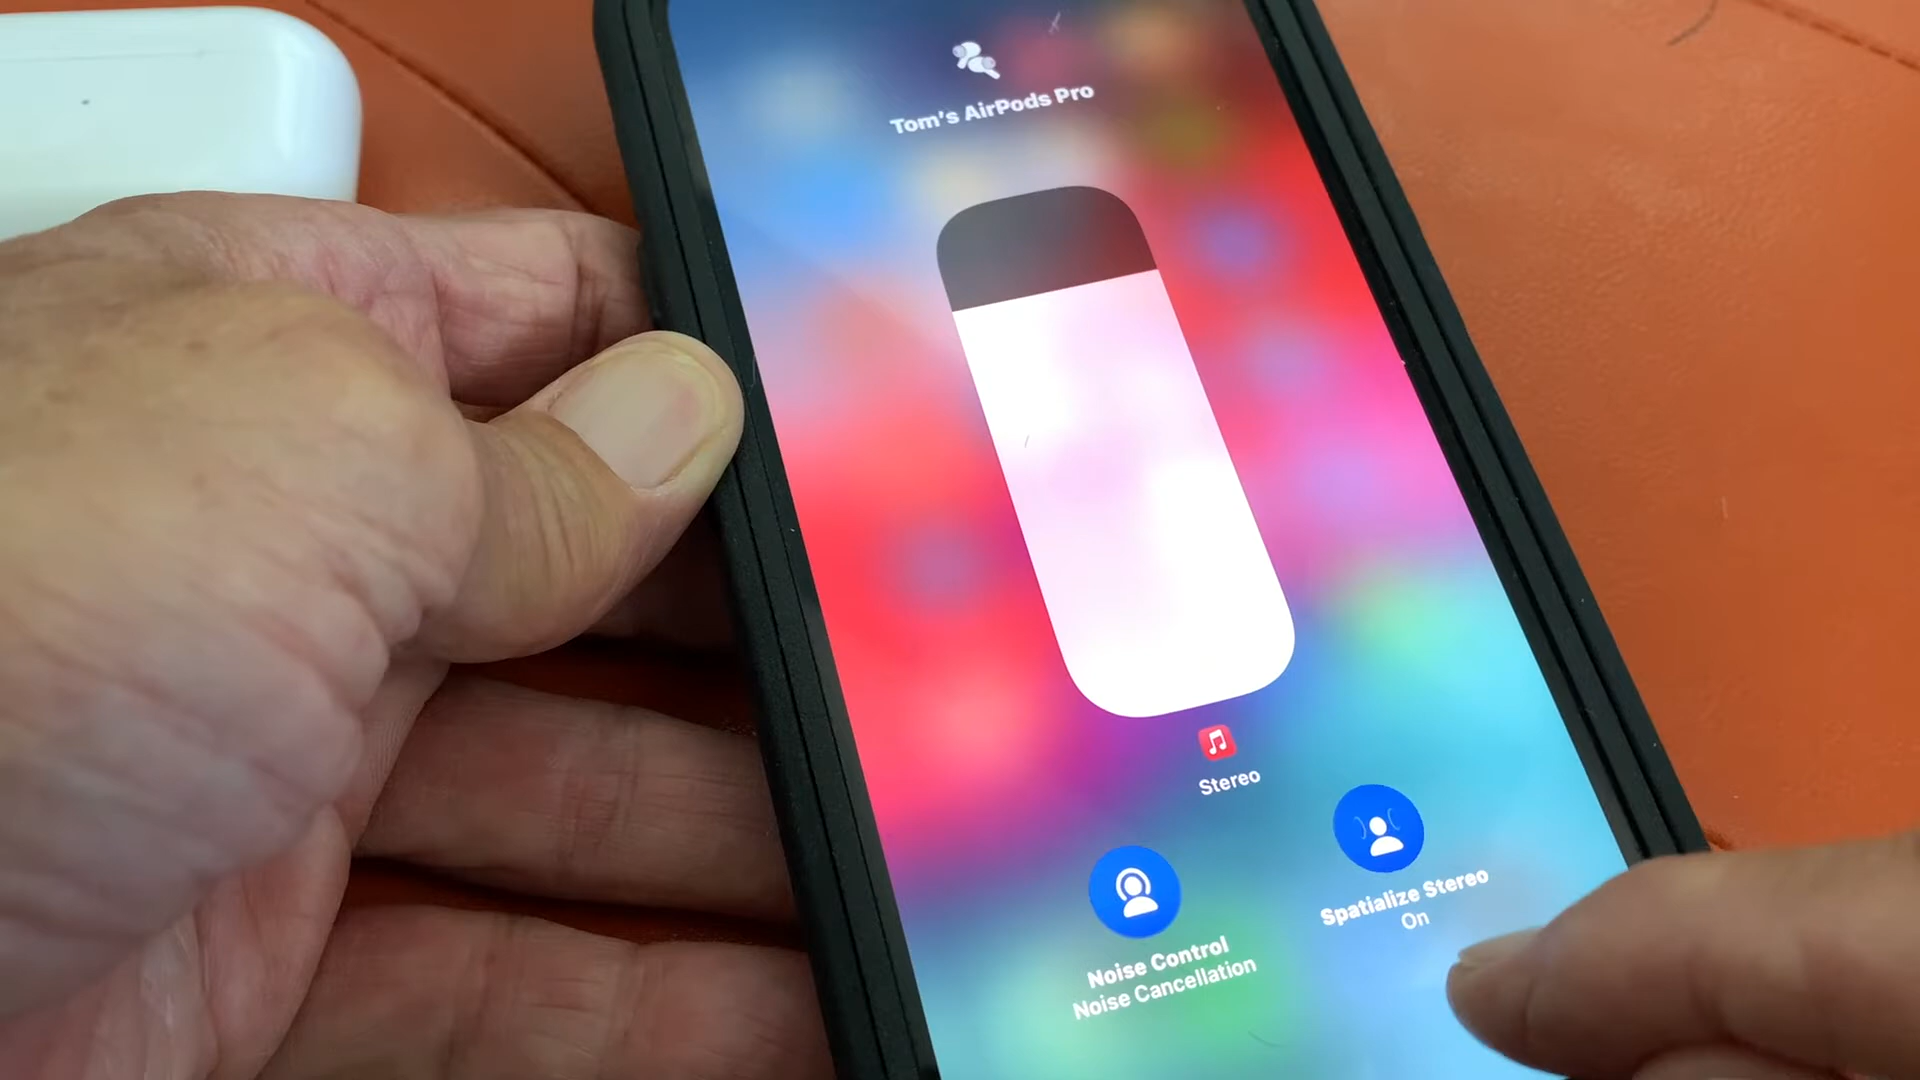 Tom's AirPods Pro
Stereo
Spatialize Stereo
On
Noise Control
Noise Cancellation